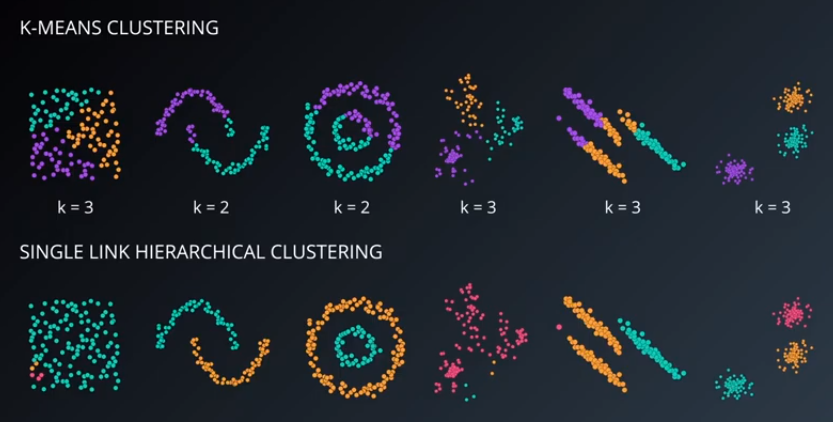 K-MEANS CLUSTERING
k = 3 k = 2 k = 2 k = 3 k = 3 k = 3
SINGLE LINK HIERARCHICAL CLUSTERING